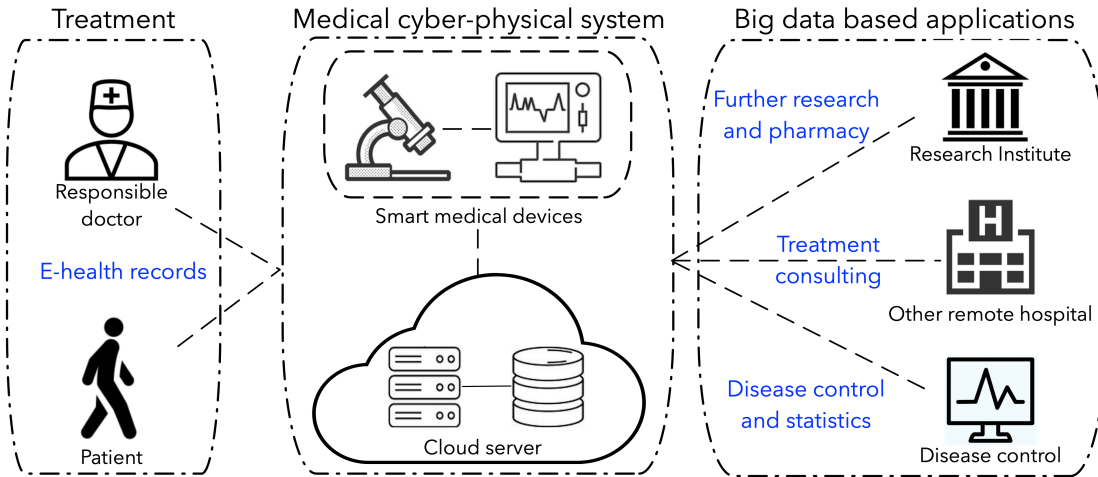 Treatment
Medical cyber-physical system
Big data based applications
Responsible
doctor
E-health records
Patient
Smart medical devices
Cloud server
Further research
and pharmacy
Research Institute
H
Treatment
consulting
Other remote hospital
Disease control
and statistics
Disease control